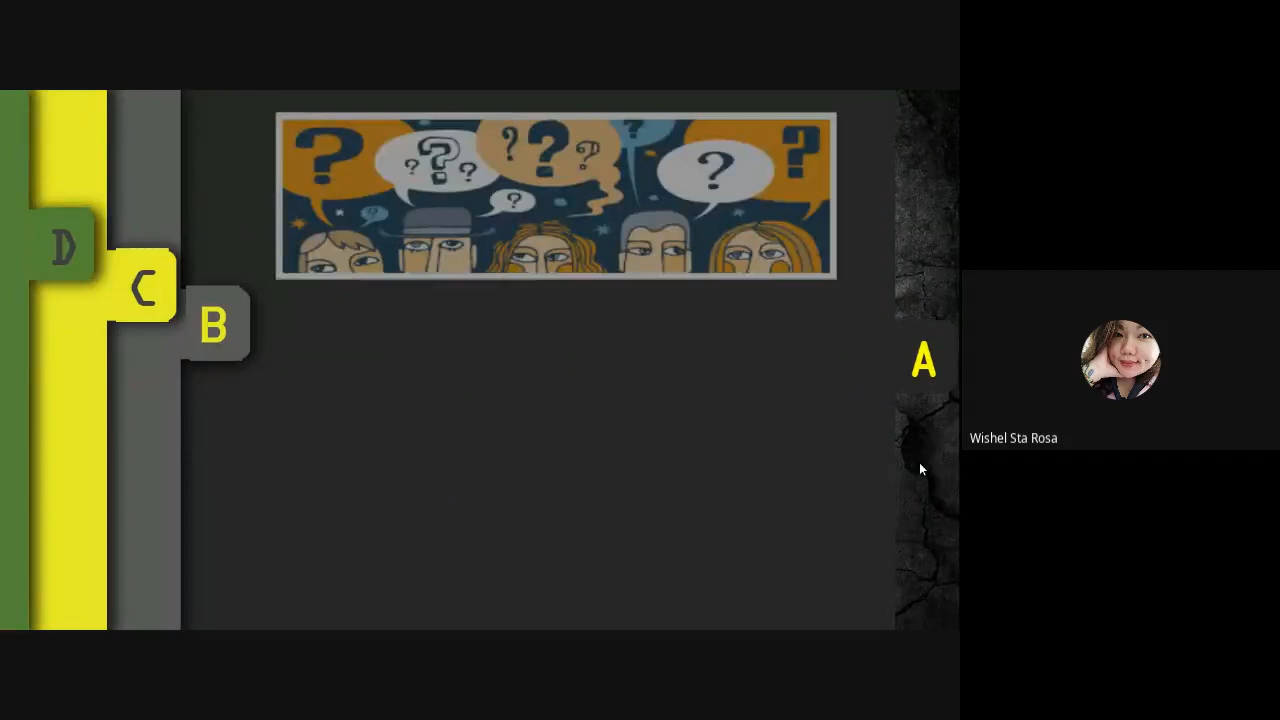 ? ? ? ? ? ? ? ? ? ? ? ?
D
C
B
A
Wishel Sta Rosa